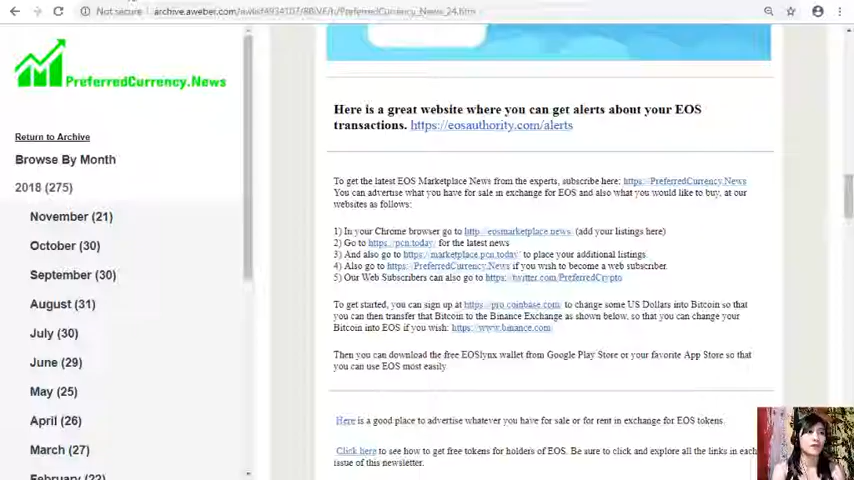 Not secure
archive.aweber.com/awlist4934107/8BIVE/h/PreferredCurrency_News_24.htm
PreferredCurrency.News
Return to Archive
Browse By Month
2018 (275)
November (21)
October (30)
September (30)
August (31)
July (30)
June (29)
May (25)
April (26)
March (27)
February (22)
Here is a great website where you can get alerts about your EOS
transactions. https://eosauthority.com/alerts
To get the latest EOS Marketplace News from the experts, subscribe here: https://PreferredCurrency.News
You can advertise what you have for sale in exchange for EOS and also what you would like to buy, at our
websites as follows:
1) In your Chrome browser go to http://eosmarketplace.news (add your listings here)
2) Go to https://pcn.today/ for the latest news
3) And also go to https://marketplace.pcn.today/ to place your additional listings.
4) Also go to https://PreferredCurrency.News if you wish to become a web subscriber.
5) Our Web Subscribers can also go to https://twitter.com/PreferredCrypto
To get started, you can sign up at https://pro.coinbase.com/ to change some US Dollars into Bitcoin so that
you can then transfer that Bitcoin to the Binance Exchange as shown below, so that you can change your
Bitcoin into EOS if you wish: https://www.binance.com/
Then you can download the free EOSlynx wallet from Google Play Store or your favorite App Store so that
you can use EOS most easily.
Here is a good place to advertise whatever you have for sale or for rent in exchange for EOS tokens.
Click here to see how to get free tokens for holders of EOS. Be sure to click and explore all the links in each
issue of this newsletter.